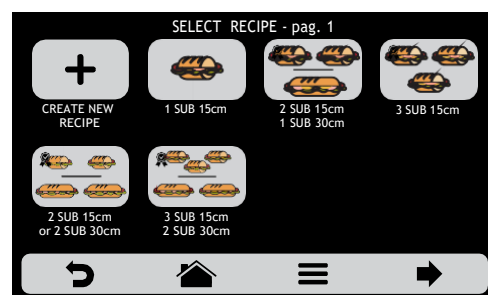 SELECT RECIPE - pag. 1
CREATE NEW
RECIPE
1 SUB 15cm
2 SUB 15cm
1 SUB 30cm
3 SUB 15cm
2 SUB 15cm
or 2 SUB 30cm
3 SUB 15cm
2 SUB 30cm